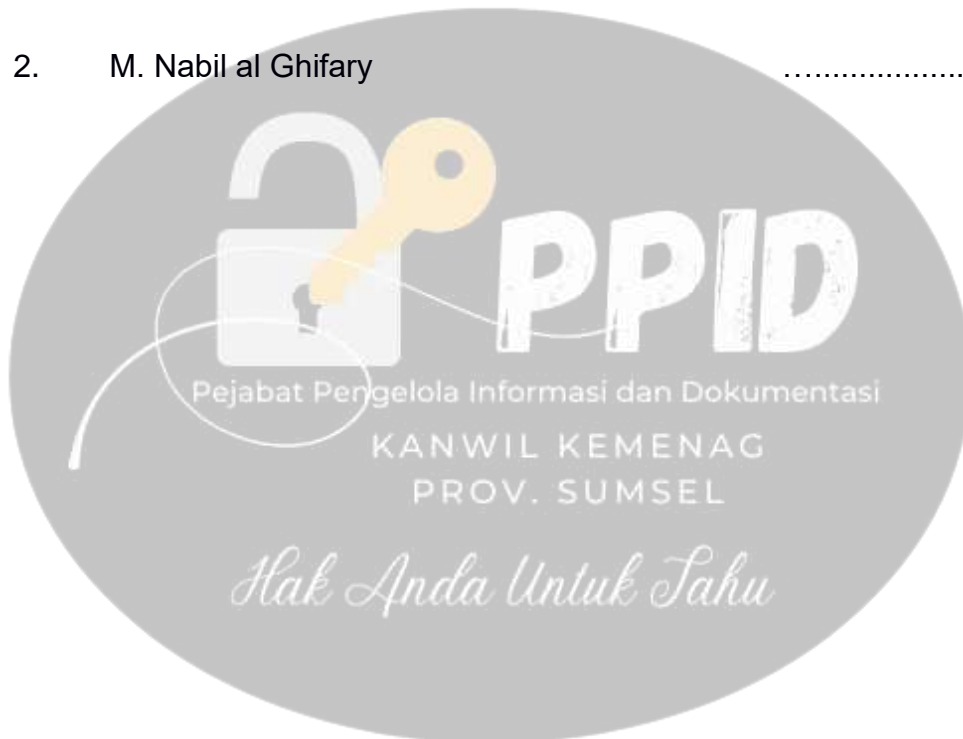 2. M. Nabil al Ghifary ….................
PPID
Pejabat Pengelola Informasi dan Dokumentasi
KANWIL KEMENAG
PROV. SUMSEL
Hak Anda Untuk Tahu